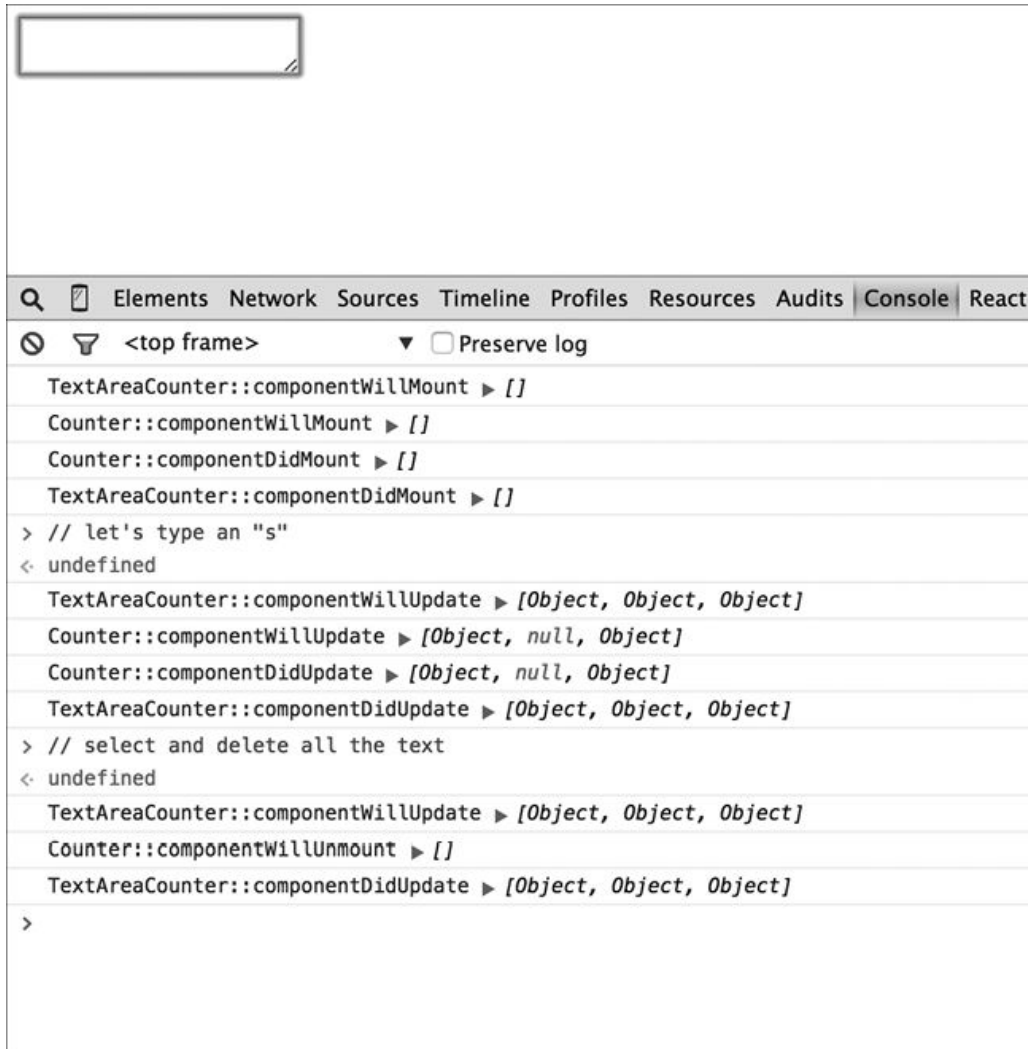 Elements Network Sources Timeline Profiles Resources Audits Console React
<top frame> ▼ Preserve log
TextAreaCounter::componentWillMount ▶ []
Counter::componentWillMount ▶ []
Counter::componentDidMount ▶ []
TextAreaCounter::componentDidMount ▶ []
> // let's type an "s"
<· undefined
TextAreaCounter::componentWillUpdate ▶ [Object, Object, Object]
Counter::componentWillUpdate ▶ [Object, null, Object]
Counter::componentDidUpdate ▶ [Object, null, Object]
TextAreaCounter::componentDidUpdate ▶ [Object, Object, Object]
> // select and delete all the text
<· undefined
TextAreaCounter::componentWillUpdate ▶ [Object, Object, Object]
Counter::componentWillUnmount ▶ []
TextAreaCounter::componentDidUpdate ▶ [Object, Object, Object]
>